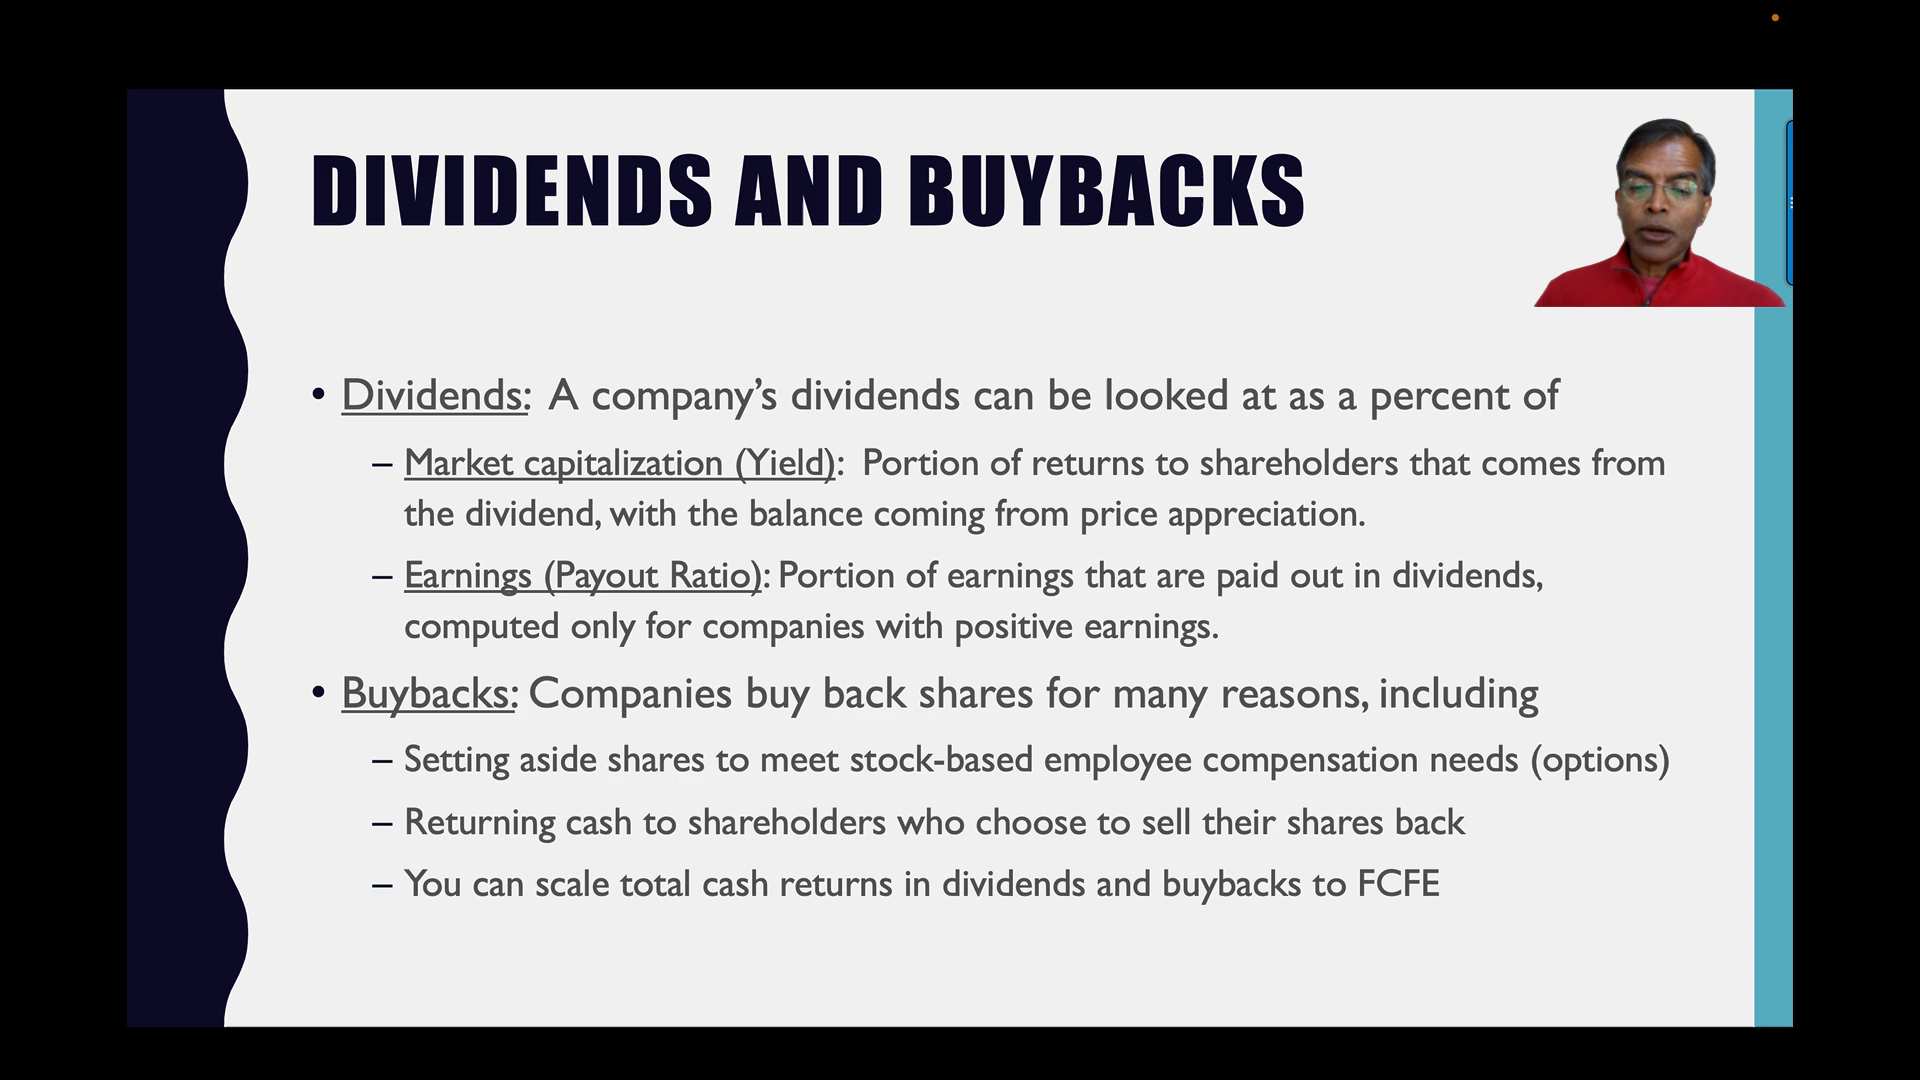 DIVIDENDS AND BUYBACKS
• Dividends: A company’s dividends can be looked at as a percent of
– Market capitalization (Yield): Portion of returns to shareholders that comes from
the dividend, with the balance coming from price appreciation.
– Earnings (Payout Ratio): Portion of earnings that are paid out in dividends,
computed only for companies with positive earnings.
• Buybacks: Companies buy back shares for many reasons, including
– Setting aside shares to meet stock-based employee compensation needs (options)
– Returning cash to shareholders who choose to sell their shares back
– You can scale total cash returns in dividends and buybacks to FCFE